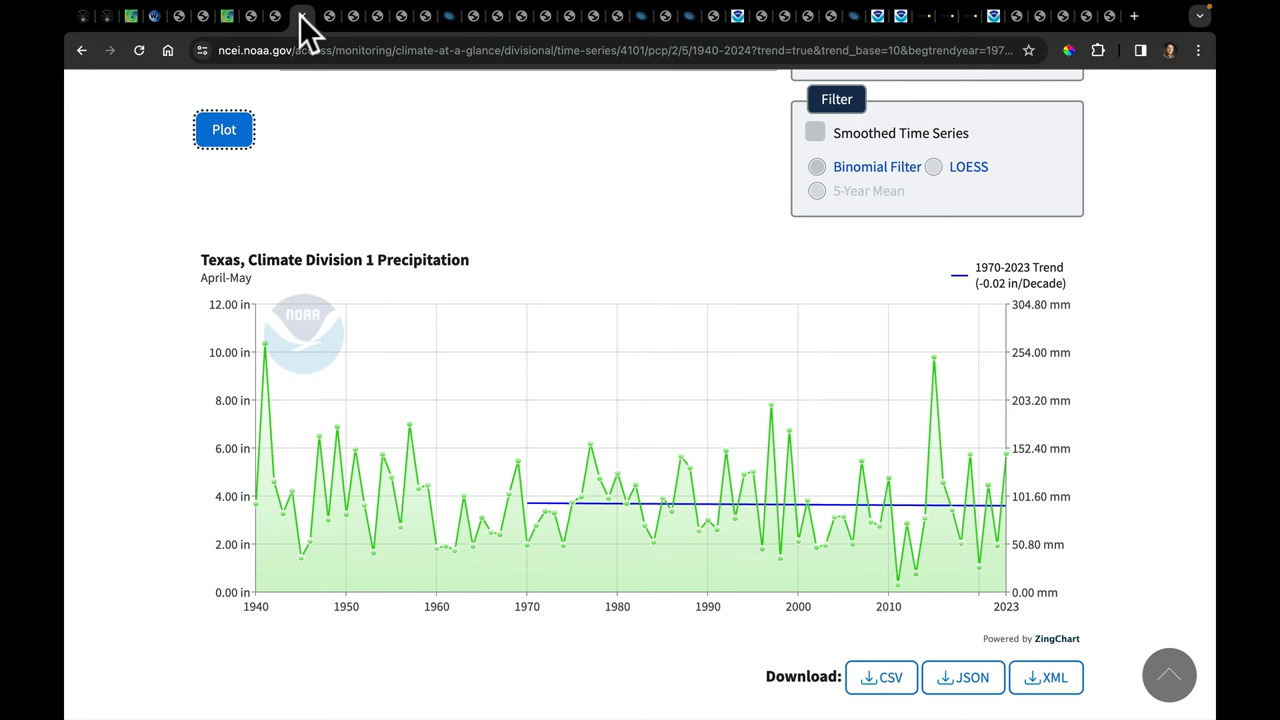 ncei.noaa.gov/access/monitoring/climate-at-a-glance/divisional/time-series/4101/pcp/2/5/1940-2024?trend=true&trend_base=10&begtrendyear=197...
Filter
Plot
Smoothed Time Series
Binomial Filter
LOESS
5-Year Mean
Texas, Climate Division 1 Precipitation
April-May
1970-2023 Trend
(-0.02 in/Decade)
12.00 in
304.80 mm
NOAA
10.00 in
254.00 mm
8.00 in
203.20 mm
6.00 in
152.40 mm
4.00 in
101.60 mm
2.00 in
50.80 mm
0.00 in
0.00 mm
1940
1950
1960
1970
1980
1990
2000
2010
2023
Powered by ZingChart
Download:
CSV
JSON
XML